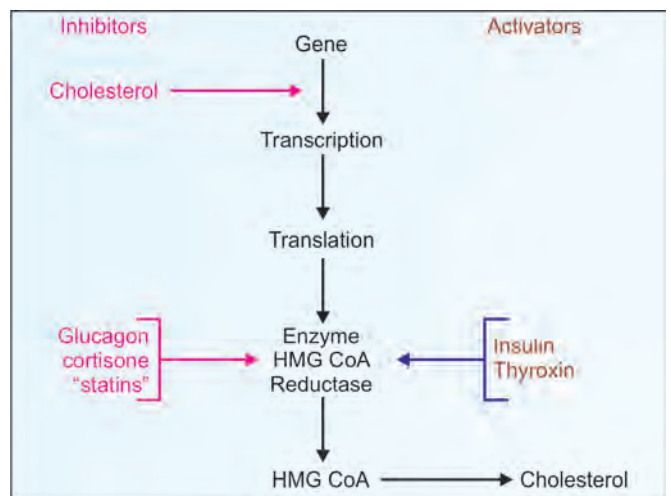 Inhibitors
Activators
Gene
Cholesterol
Transcription
Translation
Glucagon
cortisone
“statins”
Enzyme
HMG CoA
Reductase
Insulin
Thyroxin
HMG CoA
Cholesterol